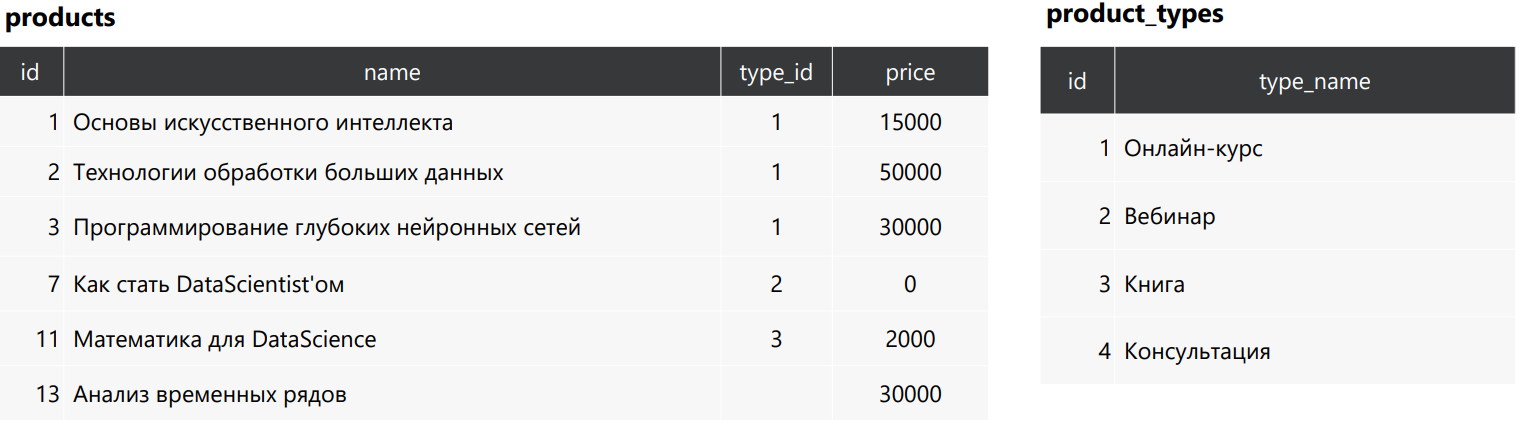 products
id name type_id price
1 Основы искусственного интеллекта 1 15000
2 Технологии обработки больших данных 1 50000
3 Программирование глубоких нейронных сетей 1 30000
7 Как стать DataScientist'ом 2 0
11 Математика для DataScience 3 2000
13 Анализ временных рядов 30000
product_types
id type_name
1 Онлайн-курс
2 Вебинар
3 Книга
4 Консультация